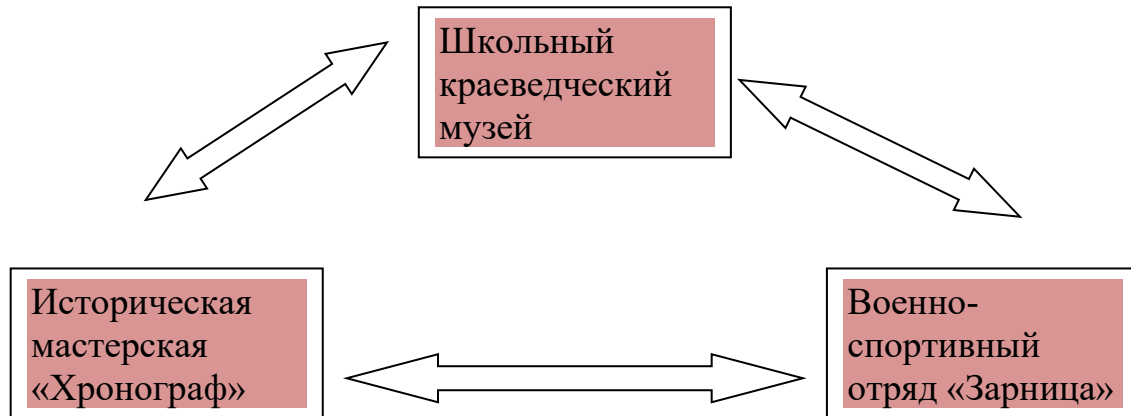 Школьный
краеведческий
музей
Историческая
мастерская
«Хронограф»
Военно-
спортивный
отряд «Зарница»